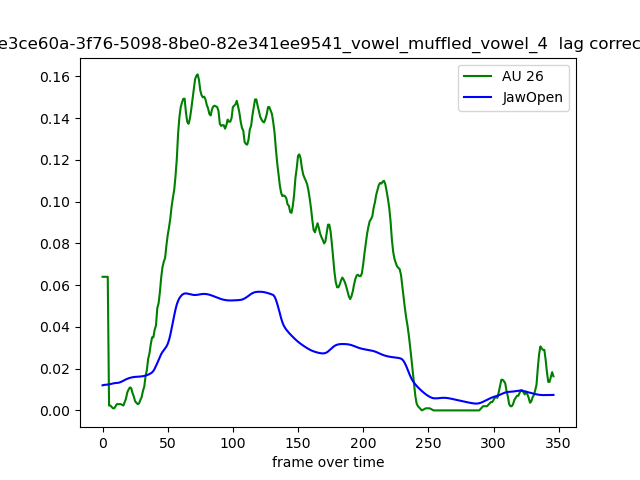 e3ce60a-3f76-5098-8be0-82e341ee9541_vowel_muffled_vowel_4 lag correc
AU 26
JawOpen
0.16
0.14
0.12
0.10
0.08
0.06
0.04
0.02
0.00
0 50 100 150 200 250 300 350
frame over time